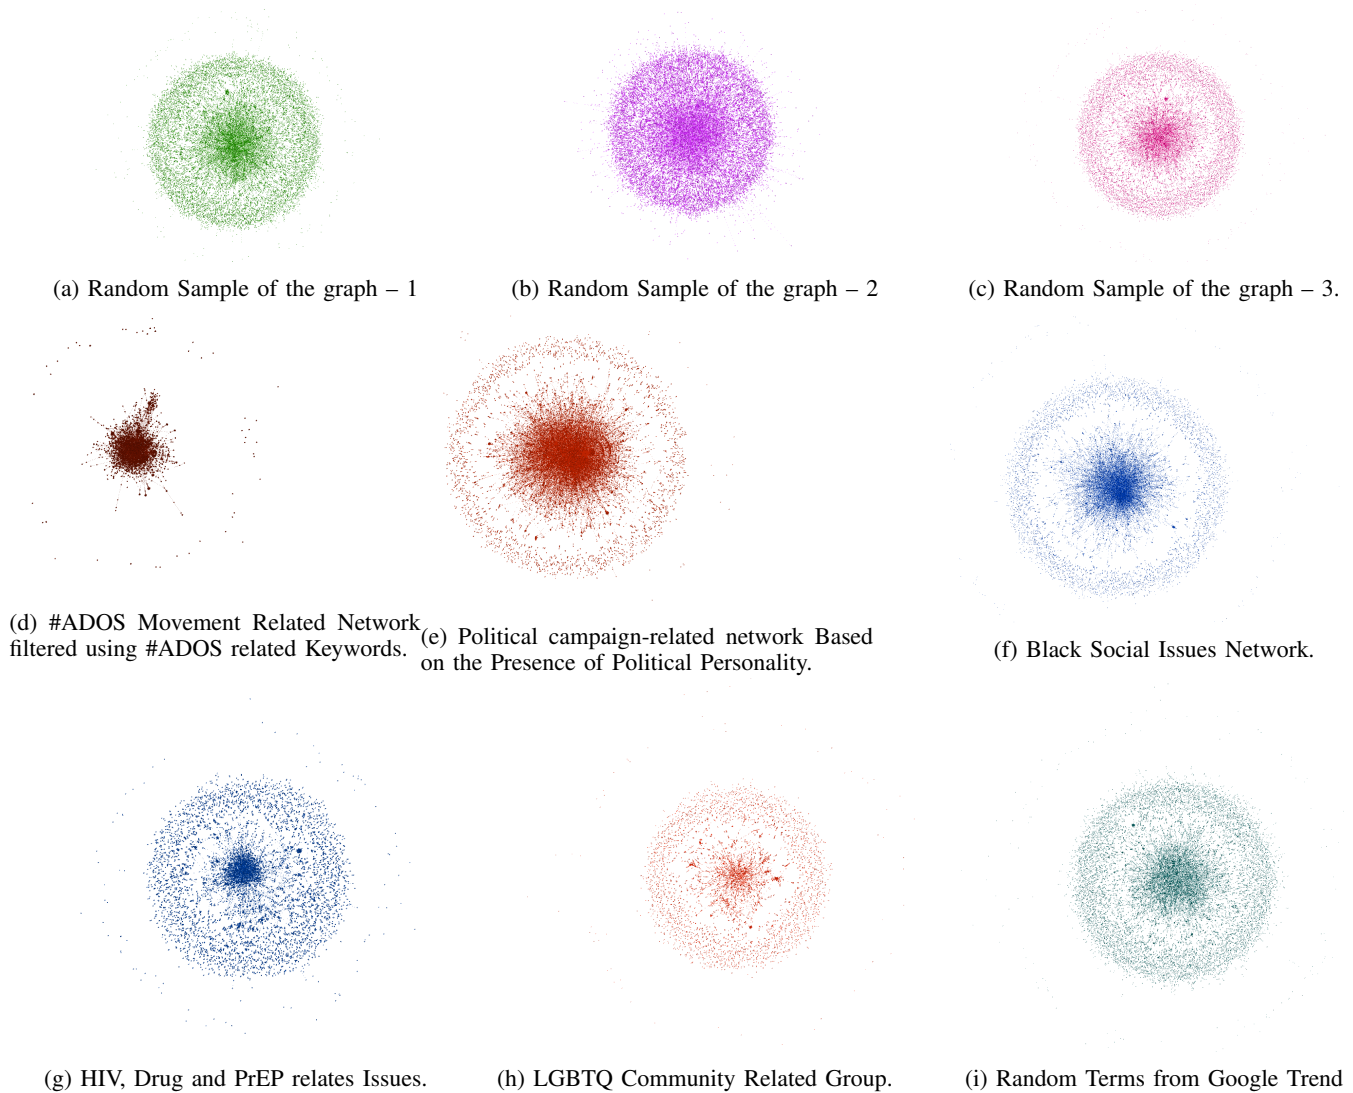 (a) Random Sample of the graph – 1
(b) Random Sample of the graph – 2
(c) Random Sample of the graph – 3.
(d) #ADOS Movement Related Network
filtered using #ADOS related Keywords.
(e) Political campaign-related network Based
on the Presence of Political Personality.
(f) Black Social Issues Network.
(g) HIV, Drug and PrEP relates Issues.
(h) LGBTQ Community Related Group.
(i) Random Terms from Google Trend